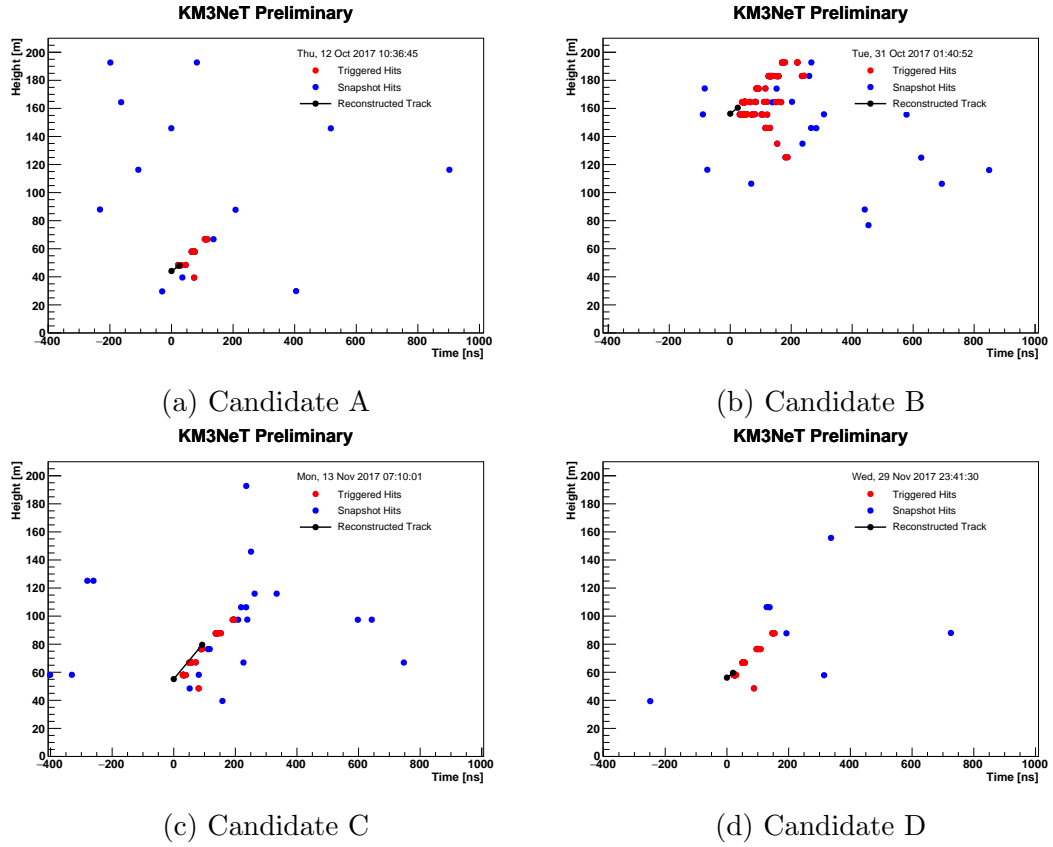 KM3NeT Preliminary
Height [m]
Thu, 12 Oct 2017 10:36:45
Triggered Hits
Snapshot Hits
Reconstructed Track
200
180
160
140
120
100
80
60
40
20
0
−400 −200 0 200 400 600 800 1000
Time [ns]
(a) Candidate A
KM3NeT Preliminary
Height [m]
Tue, 31 Oct 2017 01:40:52
Triggered Hits
Snapshot Hits
Reconstructed Track
200
180
160
140
120
100
80
60
40
20
0
−400 −200 0 200 400 600 800 1000
Time [ns]
(b) Candidate B
KM3NeT Preliminary
Height [m]
Mon, 13 Nov 2017 07:10:01
Triggered Hits
Snapshot Hits
Reconstructed Track
200
180
160
140
120
100
80
60
40
20
0
−400 −200 0 200 400 600 800 1000
Time [ns]
(c) Candidate C
KM3NeT Preliminary
Height [m]
Wed, 29 Nov 2017 23:41:30
Triggered Hits
Snapshot Hits
Reconstructed Track
200
180
160
140
120
100
80
60
40
20
0
−400 −200 0 200 400 600 800 1000
Time [ns]
(d) Candidate D